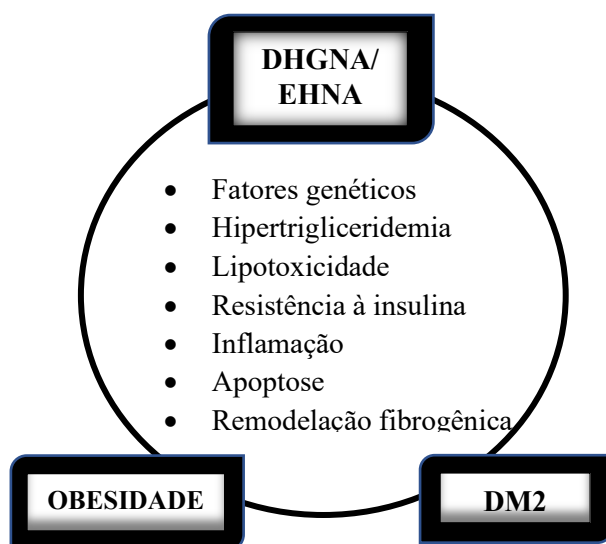 DHGNA/
EHNA
• Fatores genéticos
• Hipertrigliceridemia
• Lipotoxicidade
• Resistência à insulina
• Inflamação
• Apoptose
• Remodelação fibrogênica
OBESIDADE
DM2